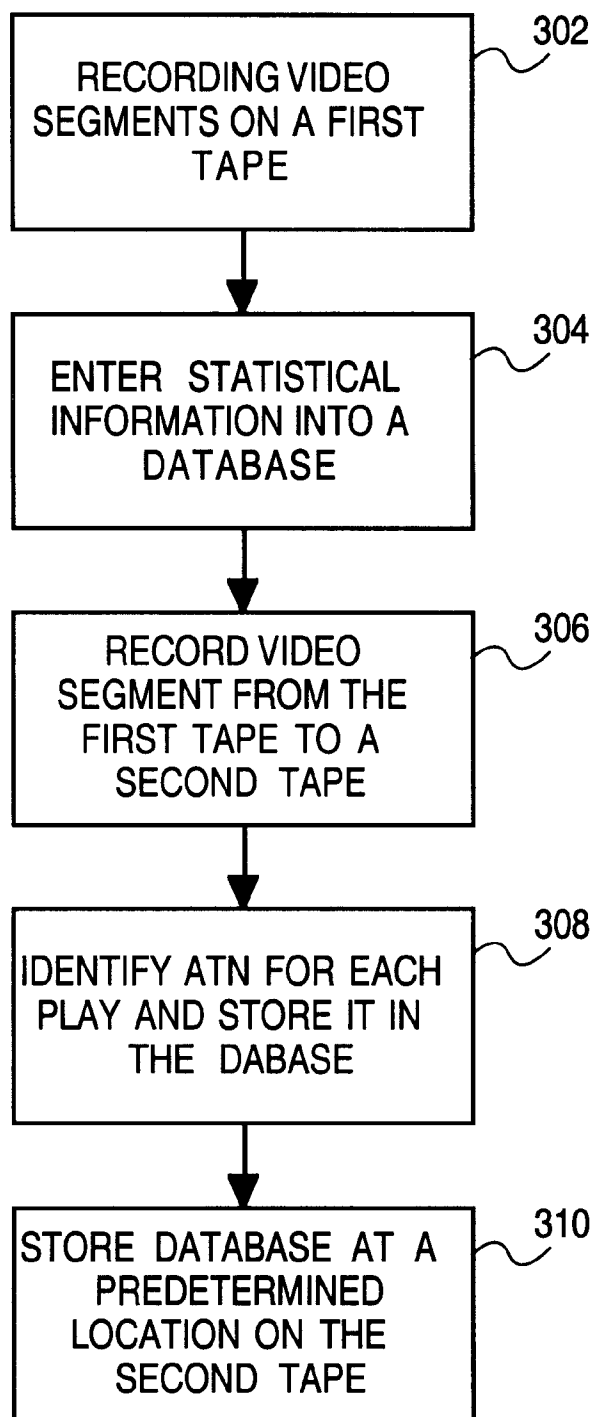 302
RECORDING VIDEO
SEGMENTS ON A FIRST
TAPE
304
ENTER STATISTICAL
INFORMATION INTO A
DATABASE
306
RECORD VIDEO
SEGMENT FROM THE
FIRST TAPE TO A
SECOND TAPE
308
IDENTIFY ATN FOR EACH
PLAY AND STORE IT IN
THE DABASE
310
STORE DATABASE AT A
PREDETERMINED
LOCATION ON THE
SECOND TAPE